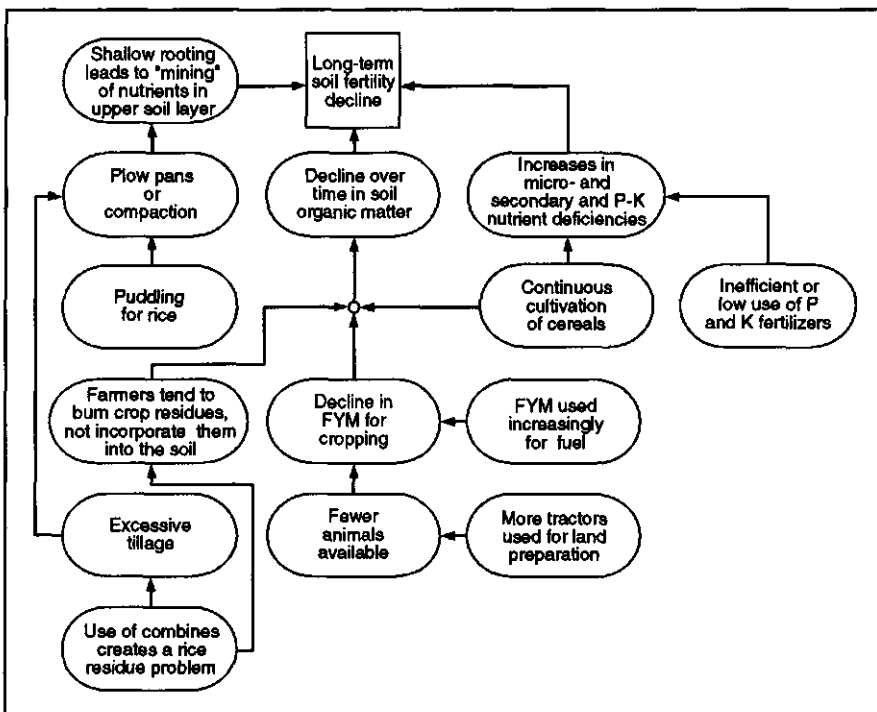 Shallow rooting
leads to "mining"
of nutrients in
upper soil layer
Long-term
soil fertility
decline
Plow pans
or
compaction
Decline over
time in soil
organic matter
Increases in
micro- and
secondary and P-K
nutrient deficiencies
Puddling
for rice
Continuous
cultivation
of cereals
Inefficient or
low use of P
and K fertilizers
Farmers tend to
burn crop residues,
not incorporate them
into the soil
Decline in
FYM for
cropping
FYM used
increasingly
for fuel
Excessive
tillage
Fewer
animals
available
More tractors
used for land
preparation
Use of combines
creates a rice
residue problem